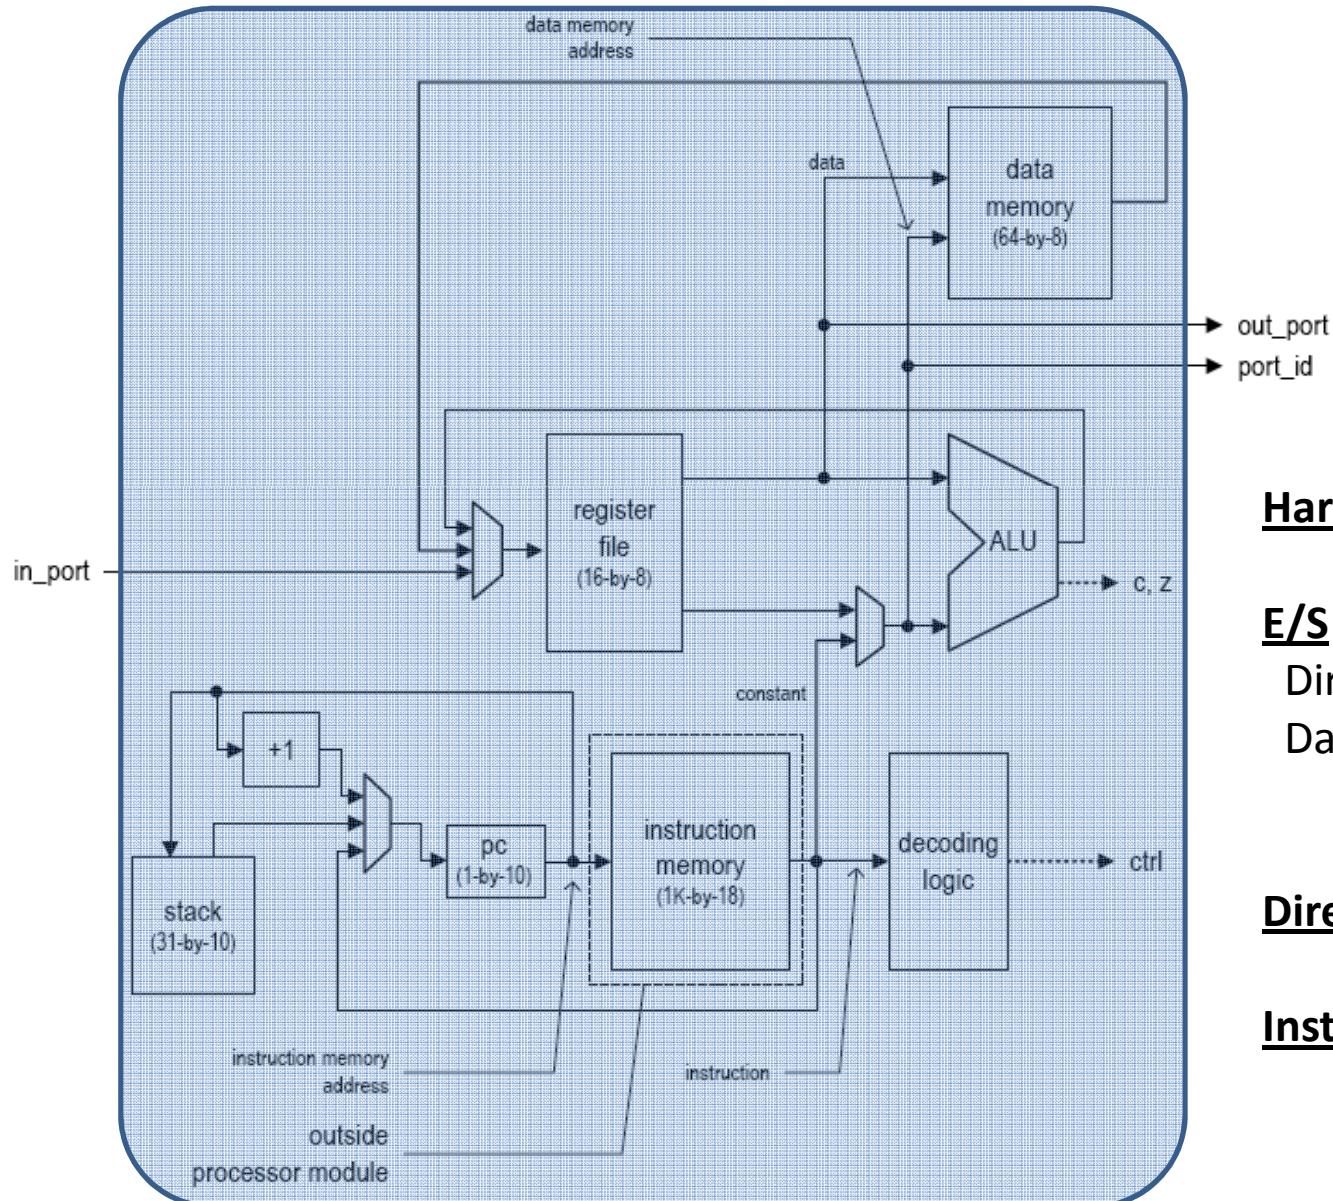 data memory
address
data
data
memory
(64-by-8)
out_port
port_id
register
file
(16-by-8)
ALU
in_port
c, z
constant
+1
pc
(1-by-10)
instruction
memory
(1K-by-18)
decoding
logic
ctrl
stack
(31-by-10)
instruction memory
address
instruction
outside
processor module
Har
E/S
Dir
Da
Dire
Inst